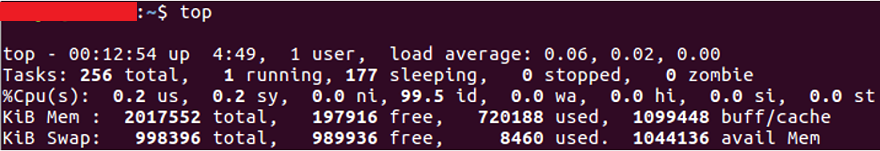 :~$ top
top - 00:12:54 up  4:49,  1 user,  load average: 0.06, 0.02, 0.00
Tasks: 256 total,   1 running, 177 sleeping,   0 stopped,   0 zombie
%Cpu(s):  0.2 us,  0.2 sy,  0.0 ni, 99.5 id,  0.0 wa,  0.0 hi,  0.0 si,  0.0 st
KiB Mem :  2017552 total,   197916 free,   720188 used,  1099448 buff/cache
KiB Swap:   998396 total,   989936 free,     8460 used.  1044136 avail Mem